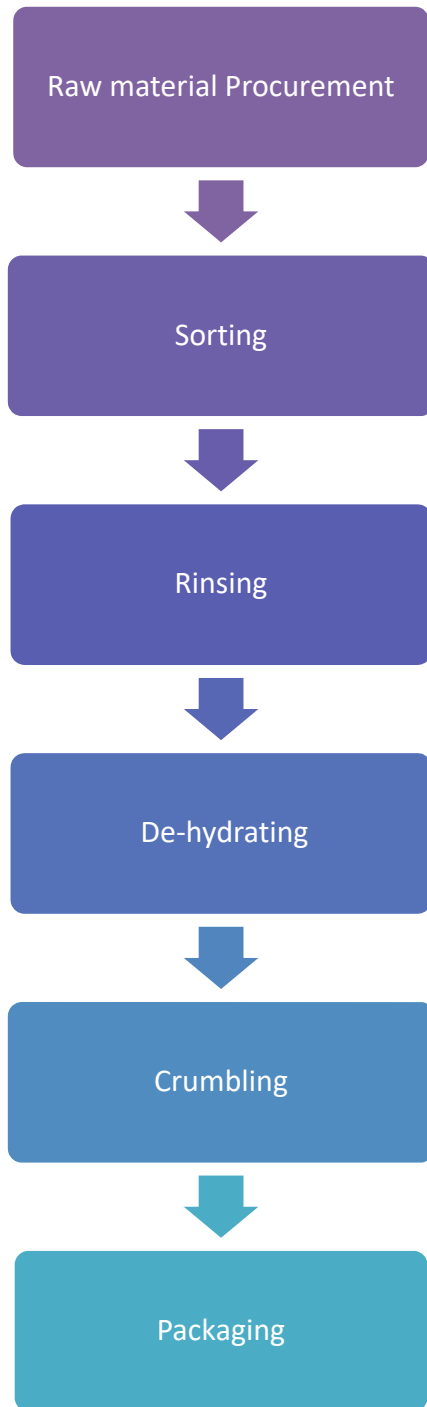 Raw material Procurement
Sorting
Rinsing
De-hydrating
Crumbling
Packaging